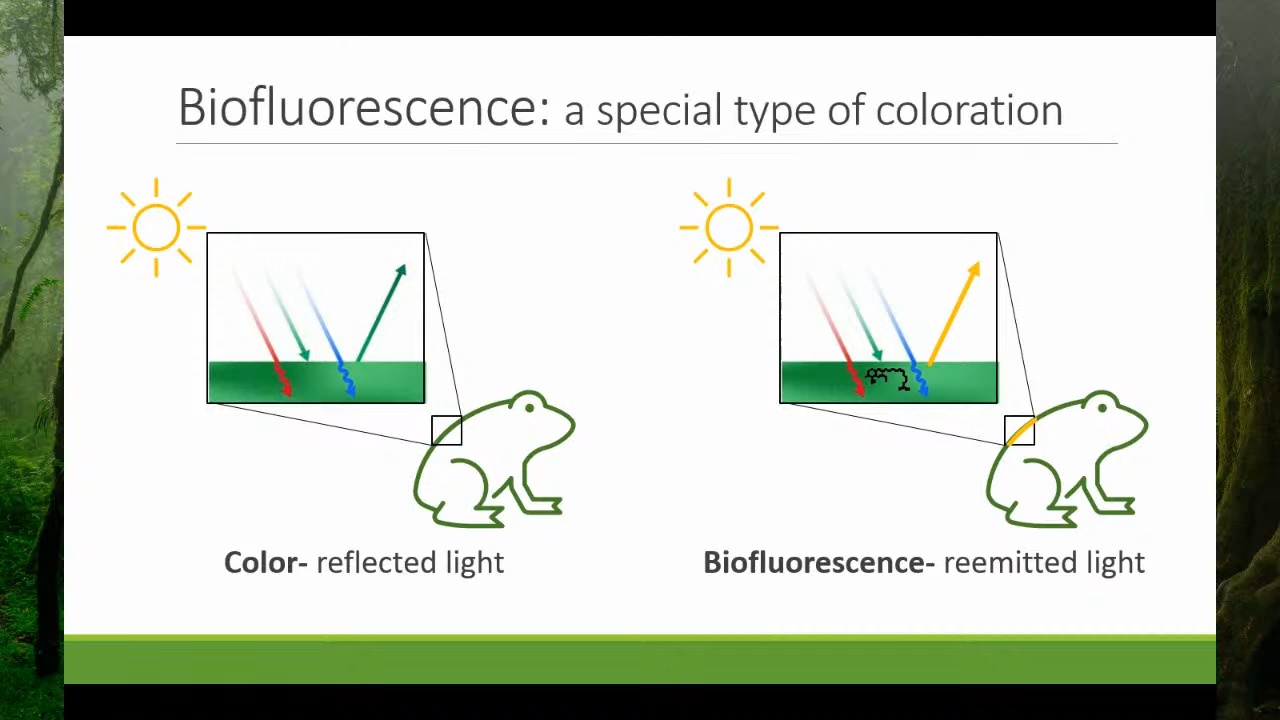 Biofluorescence: a special type of coloration
Color- reflected light
Biofluorescence- reemitted light